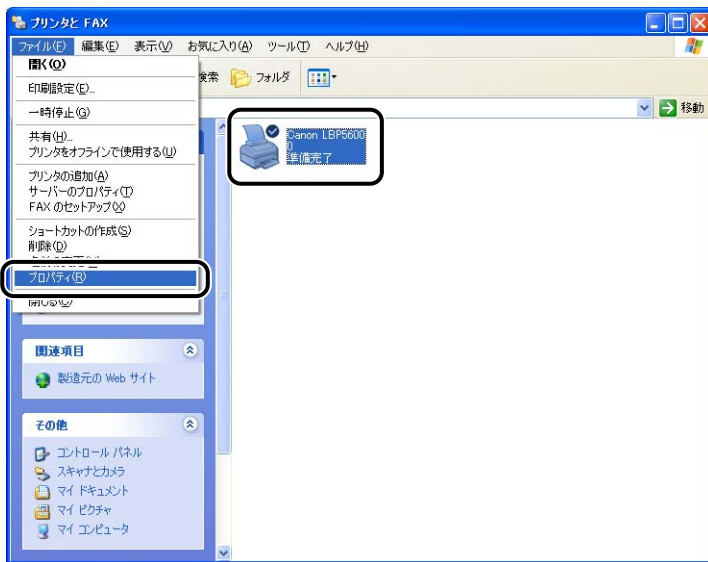 プリンタと FAX
ファイル(F) 編集(E) 表示(V) お気に入り(A) ツール(T) ヘルプ(H)
開く(O)
印刷設定(E)...
検索 フォルダ
一時停止(G)
移動
共有(H)...
プリンタをオフラインで使用する(U)
プリンタの追加(A)
サーバーのプロパティ(T)
FAX のセットアップ(X)
ショートカットの作成(S)
削除(D)
プロパティ(R)
閉じる(C)
Canon LBP5600
0
準備完了
関連項目
製造元の Web サイト
その他
コントロール パネル
スキャナとカメラ
マイ ドキュメント
マイ ピクチャ
マイ コンピュータ